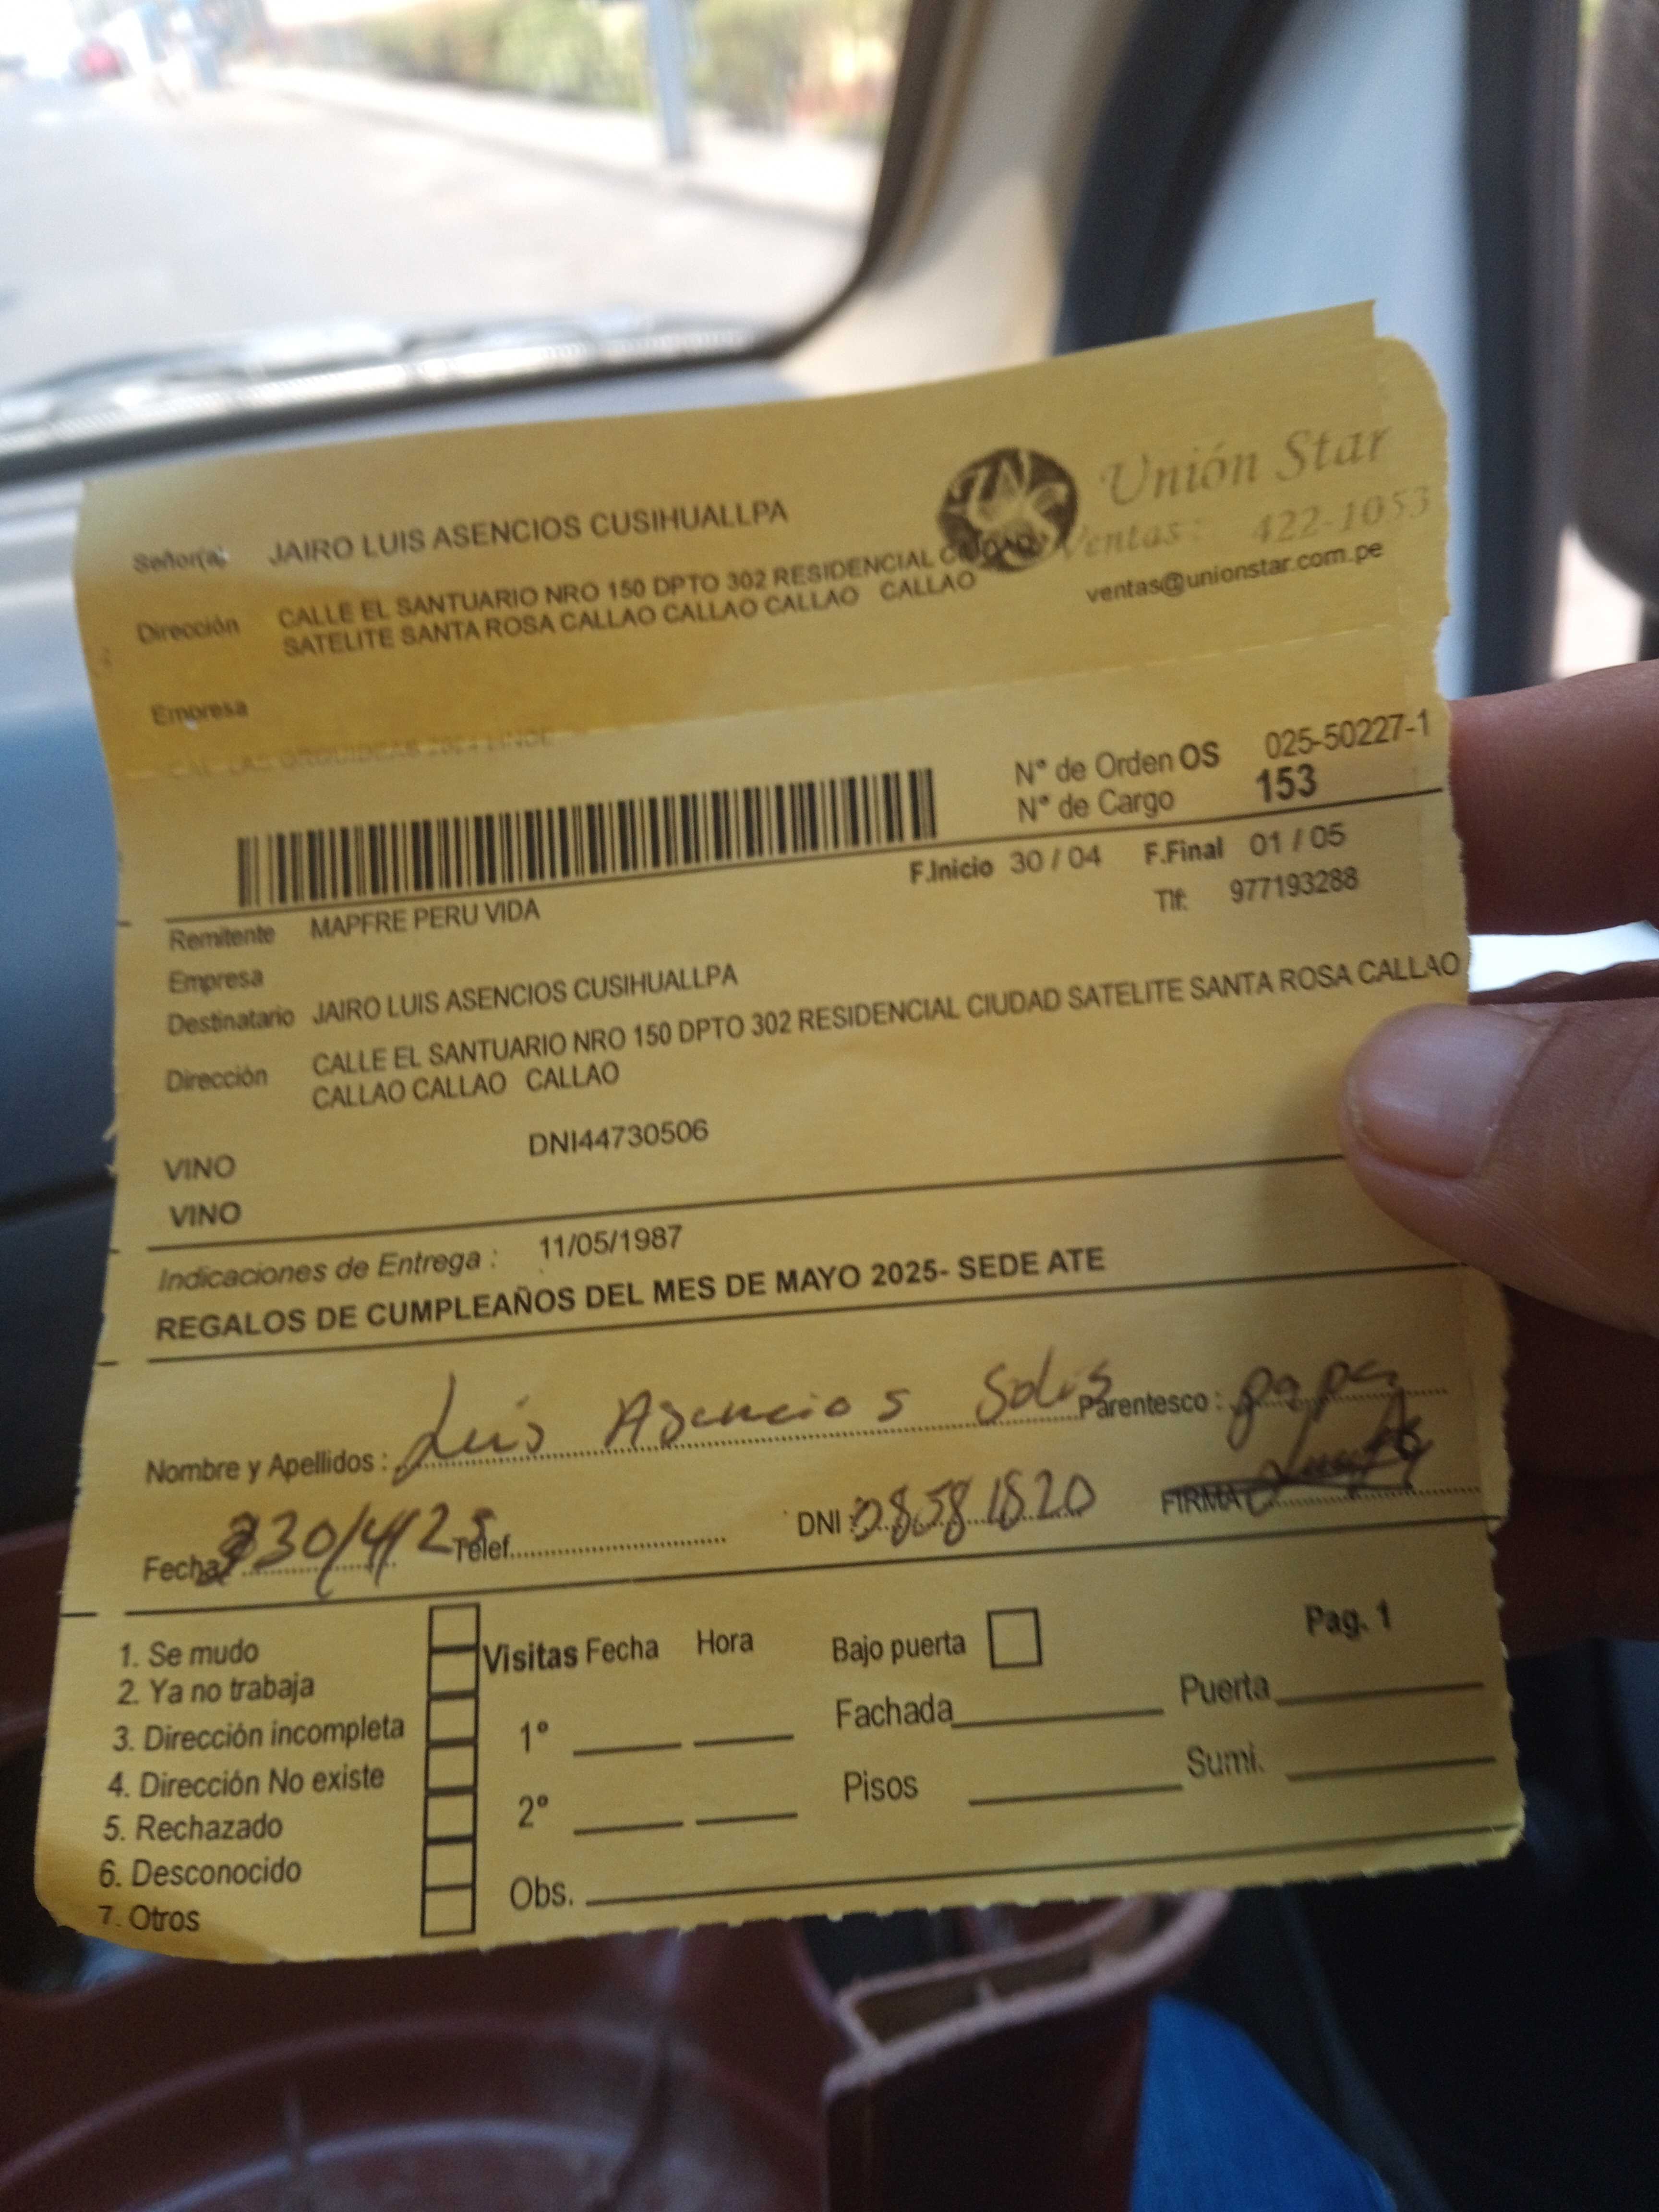 Unión Star
Ventas: 422-1053
ventas@unionstar.com.pe
Señor(a) JAIRO LUIS ASENCIOS CUSIHUALLPA
Dirección CALLE EL SANTUARIO NRO 150 DPTO 302 RESIDENCIAL CIUDAD
SATELITE SANTA ROSA CALLAO CALLAO CALLAO CALLAO
Empresa
CAL LAS ORQUIDEAS LINCE
N° de Orden OS 025-50227-1
N° de Cargo 153
F.Inicio 30 / 04 F.Final 01 / 05
Remitente MAPFRE PERU VIDA Tlf: 977193288
Empresa
Destinatario JAIRO LUIS ASENCIOS CUSIHUALLPA
Dirección CALLE EL SANTUARIO NRO 150 DPTO 302 RESIDENCIAL CIUDAD SATELITE SANTA ROSA CALLAO
CALLAO CALLAO CALLAO
VINO DNI44730506
VINO
Indicaciones de Entrega : 11/05/1987
REGALOS DE CUMPLEAÑOS DEL MES DE MAYO 2025- SEDE ATE
Nombre y Apellidos : Luis Asencios Solis Parentesco : papa
Fecha 30/4/25 Telef. DNI : 08581820 FIRMA
1. Se mudo
2. Ya no trabaja
3. Dirección incompleta
4. Dirección No existe
5. Rechazado
6. Desconocido
7. Otros
Visitas Fecha Hora
1°
2°
Obs.
Bajo puerta Pag. 1
Fachada Puerta
Pisos Sumi.